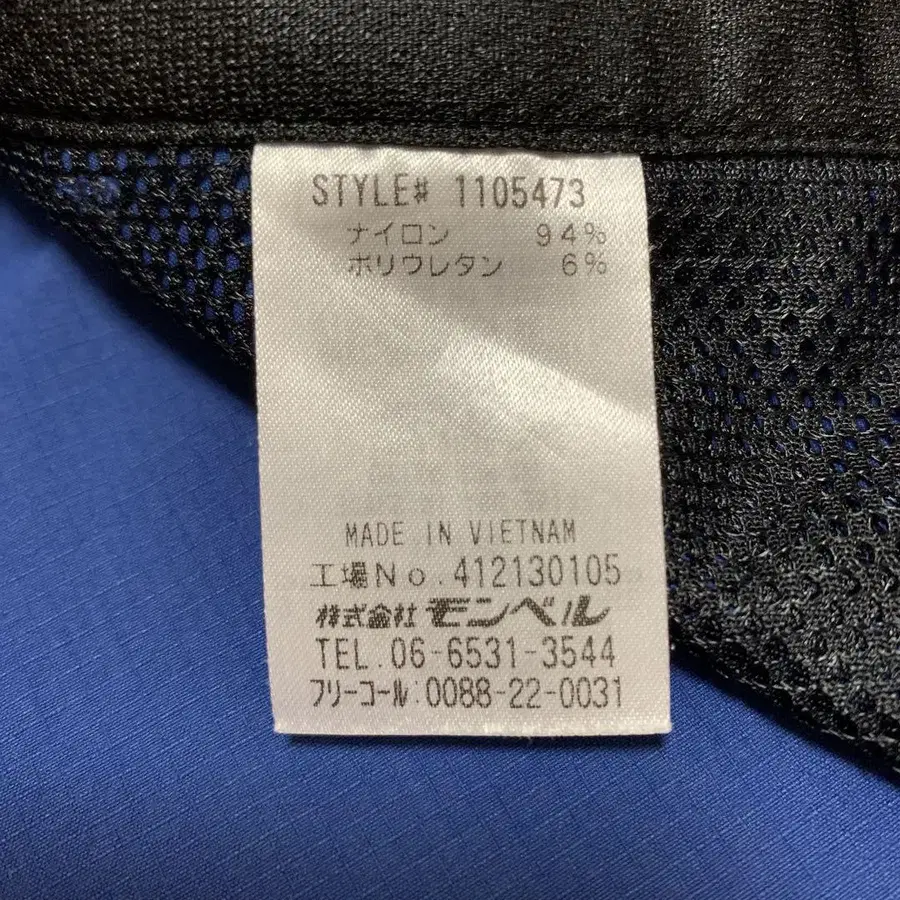 STYLE# 1105473
ナイロン 94%
ポリウレタン 6%
MADE IN VIETNAM
工場No.412130105
株式会社 モンベル
TEL.06-6531-3544
フリーコール:0088-22-0031